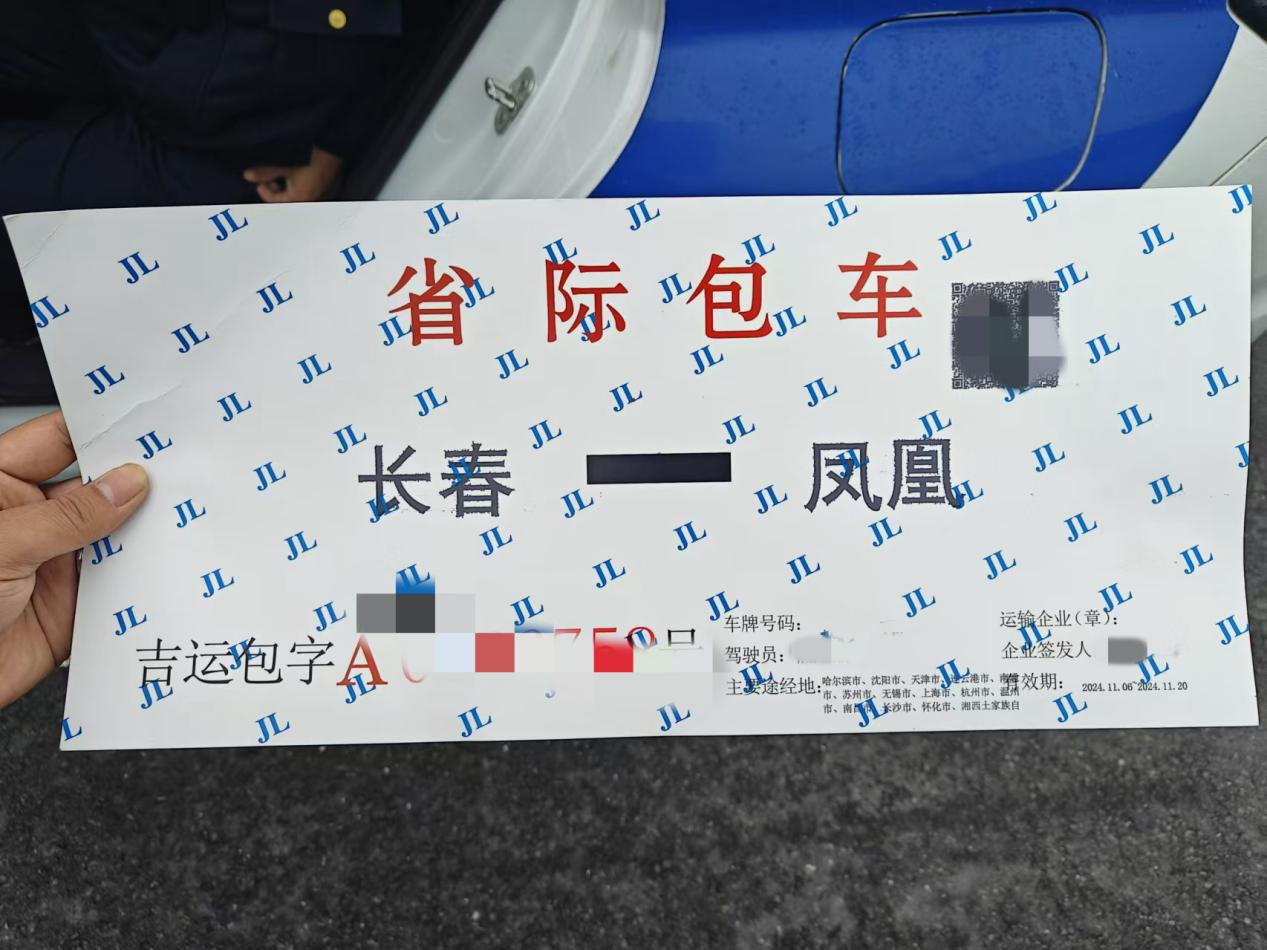 省际包车
长春 — 凤凰
吉运包字A
号
车牌号码:
驾驶员:
主要途经地:
哈尔滨市、沈阳市、天津市、连云港市、南京
市、苏州市、无锡市、上海市、杭州市、温州
市、南昌市、长沙市、怀化市、湘西土家族自
运输企业(章):
企业签发人
有效期: 2024.11.06 2024.11.20
JL